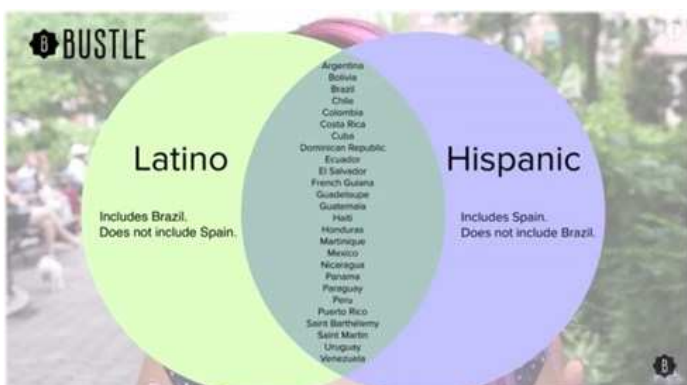 BUSTLE
Latino
Includes Brazil.
Does not include Spain.
Argentina
Bolivia
Brazil
Chile
Colombia
Costa Rica
Cuba
Dominican Republic
Ecuador
El Salvador
French Guiana
Guadeloupe
Guatemala
Haiti
Honduras
Martinique
Mexico
Nicaragua
Panama
Paraguay
Peru
Puerto Rico
Saint Barthélemy
Saint Martin
Uruguay
Venezuela
Hispanic
Includes Spain.
Does not include Brazil.
B